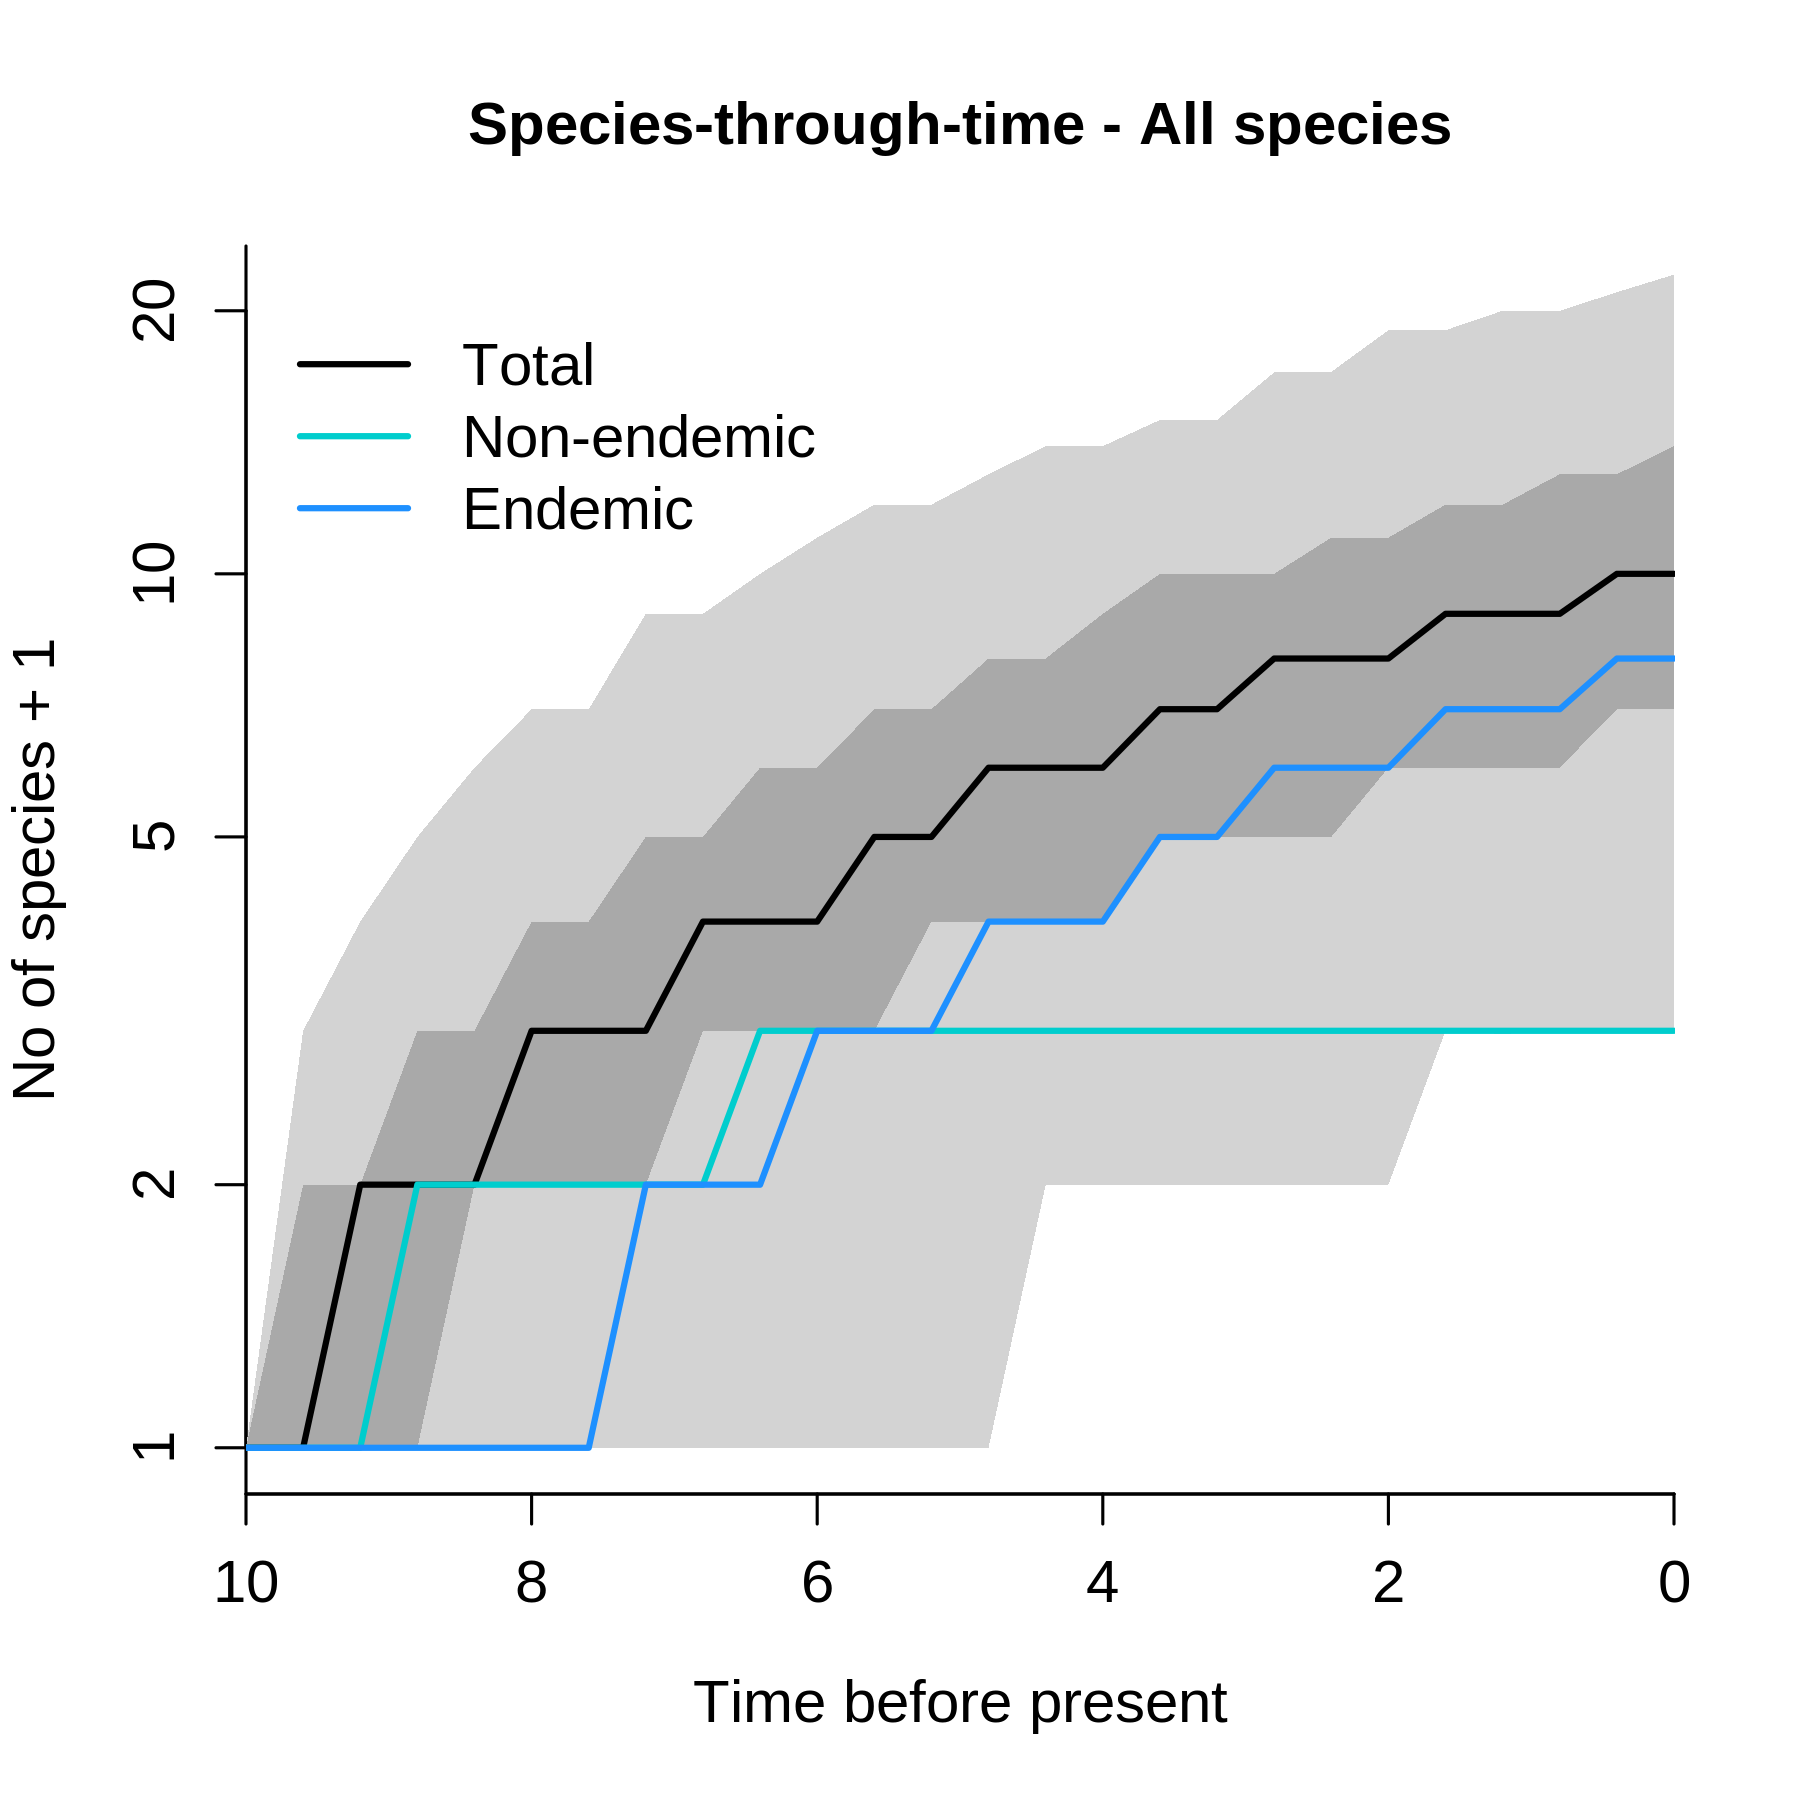 Species-through-time - All species
Total
Non-endemic
Endemic
No of species + 1
20
10
5
2
1
10 8 6 4 2 0
Time before present